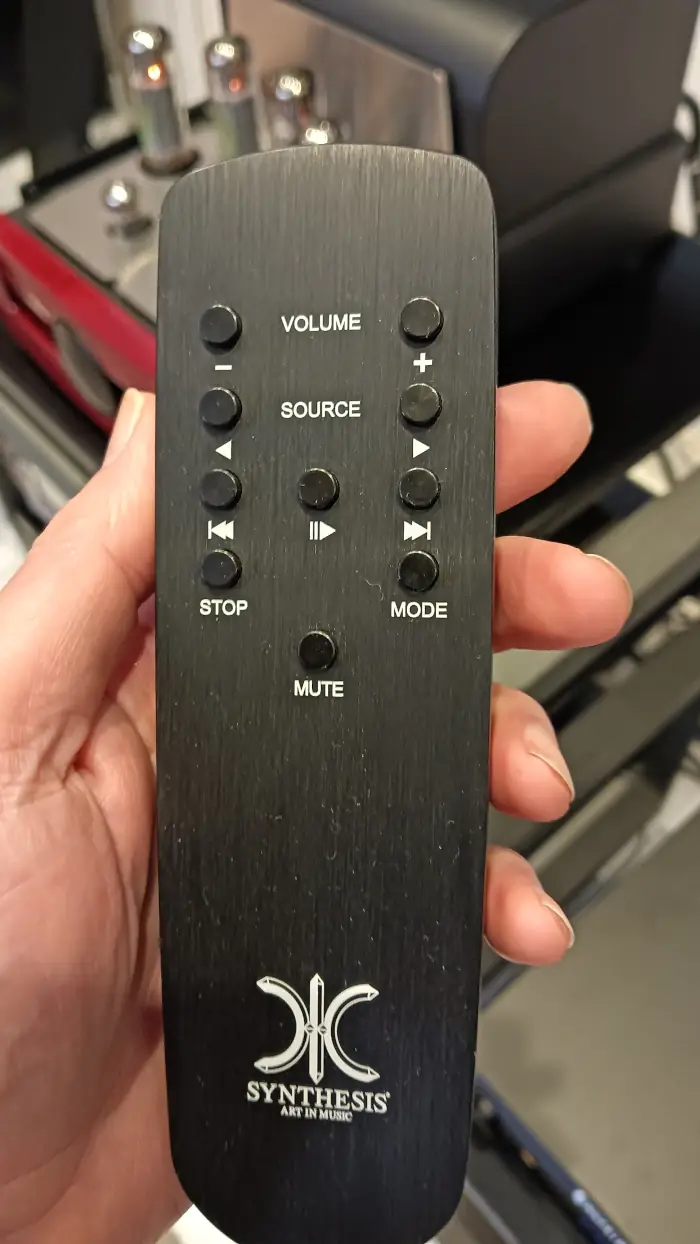 VOLUME
- +
SOURCE
STOP MODE
MUTE
SYNTHESIS®
ART IN MUSIC